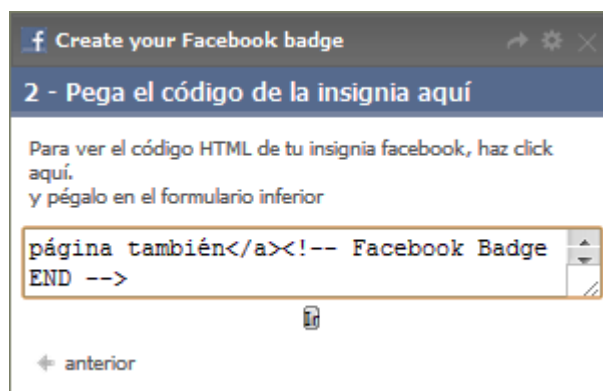 f Create your Facebook badge
2 - Pega el código de la insignia aquí
Para ver el código HTML de tu insignia facebook, haz click
aquí.
y pégalo en el formulario inferior
página también</a><!-- Facebook Badge
END -->
Ir
anterior